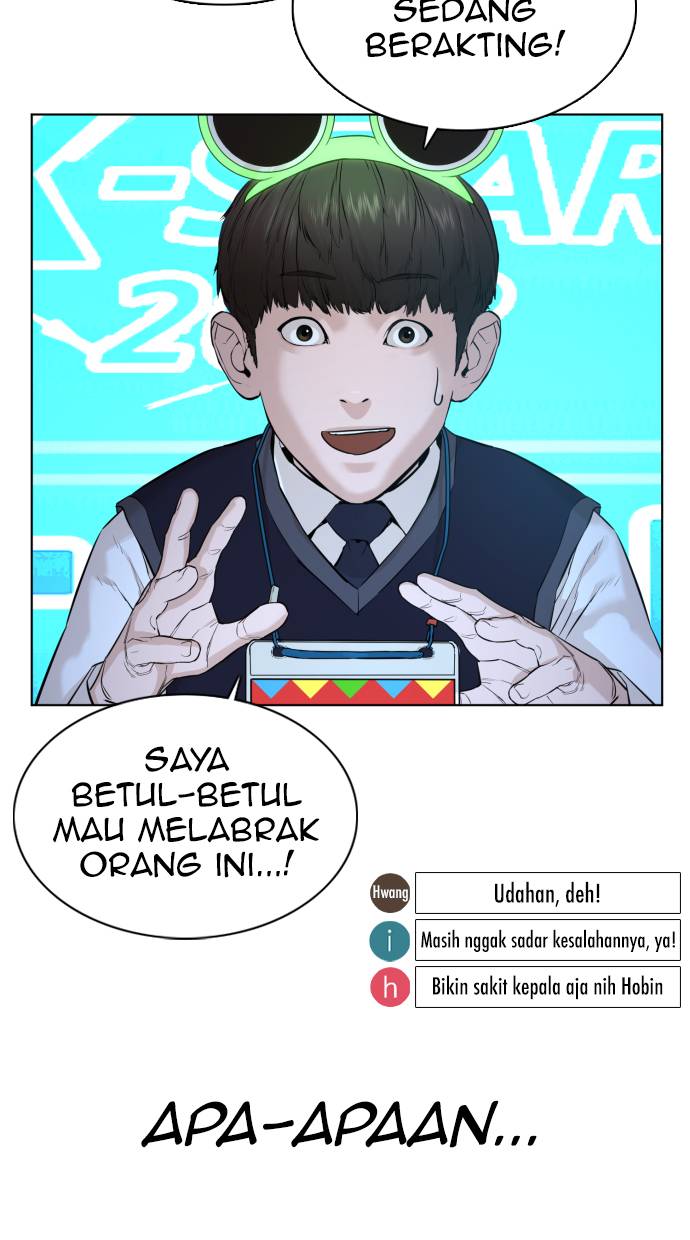 SEDANG
BERAKTING!
K-STAR
SAYA
BETUL-BETUL
MAU MELABRAK
ORANG INI...!
Hwang
Udahan, deh!
i
Masih nggak sadar kesalahannya, ya!
h
Bikin sakit kepala aja nih Hobin
APA-APAAN...